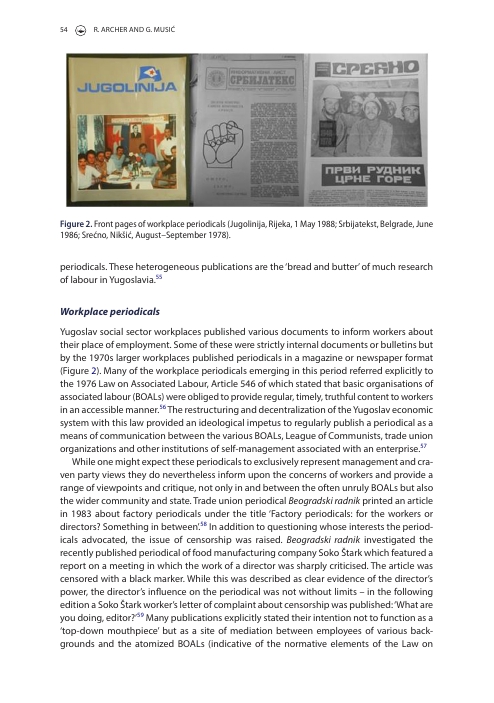 54 R. ARCHER AND G. MUSIĆ
JUGOLINIJA
СРБИЈАТЕКС
СРЕЋНО
ПРВИ РУДНИК
ЦРНЕ ГОРЕ
Figure 2. Front pages of workplace periodicals (Jugolinija, Rijeka, 1 May 1988; Srbijatekst, Belgrade, June
1986; Srećno, Nikšić, August–September 1978).
periodicals. These heterogeneous publications are the ‘bread and butter’ of much research
of labour in Yugoslavia.55
Workplace periodicals
Yugoslav social sector workplaces published various documents to inform workers about
their place of employment. Some of these were strictly internal documents or bulletins but
by the 1970s larger workplaces published periodicals in a magazine or newspaper format
(Figure 2). Many of the workplace periodicals emerging in this period referred explicitly to
the 1976 Law on Associated Labour, Article 546 of which stated that basic organisations of
associated labour (BOALs) were obliged to provide regular, timely, truthful content to workers
in an accessible manner.56 The restructuring and decentralization of the Yugoslav economic
system with this law provided an ideological impetus to regularly publish a periodical as a
means of communication between the various BOALs, League of Communists, trade union
organizations and other institutions of self-management associated with an enterprise.57
While one might expect these periodicals to exclusively represent management and cra-
ven party views they do nevertheless inform upon the concerns of workers and provide a
range of viewpoints and critique, not only in and between the often unruly BOALs but also
the wider community and state. Trade union periodical Beogradski radnik printed an article
in 1983 about factory periodicals under the title ‘Factory periodicals: for the workers or
directors? Something in between’.58 In addition to questioning whose interests the period-
icals advocated, the issue of censorship was raised. Beogradski radnik investigated the
recently published periodical of food manufacturing company Soko Štark which featured a
report on a meeting in which the work of a director was sharply criticised. The article was
censored with a black marker. While this was described as clear evidence of the director’s
power, the director’s influence on the periodical was not without limits – in the following
edition a Soko Štark worker’s letter of complaint about censorship was published: ‘What are
you doing, editor?’59 Many publications explicitly stated their intention not to function as a
‘top-down mouthpiece’ but as a site of mediation between employees of various back-
grounds and the atomized BOALs (indicative of the normative elements of the Law on